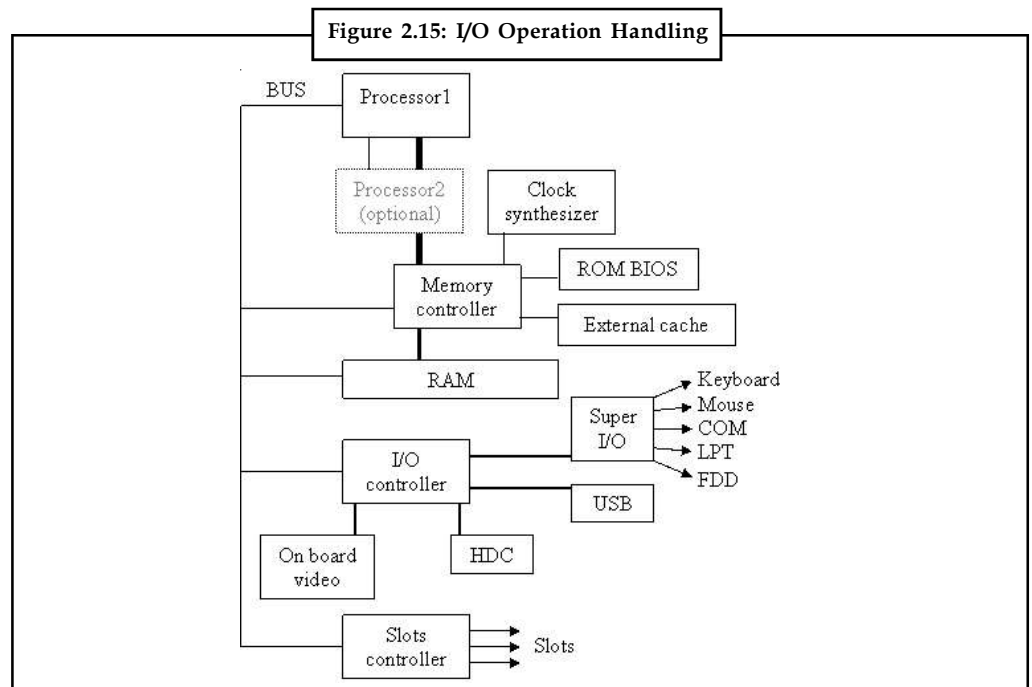 Figure 2.15: I/O Operation Handling
BUS
Processor1
Processor2
(optional)
Clock
synthesizer
ROM BIOS
Memory
controller
External cache
RAM
Keyboard
Mouse
COM
LPT
FDD
Super
I/O
I/O
controller
USB
On board
video
HDC
Slots
controller
Slots